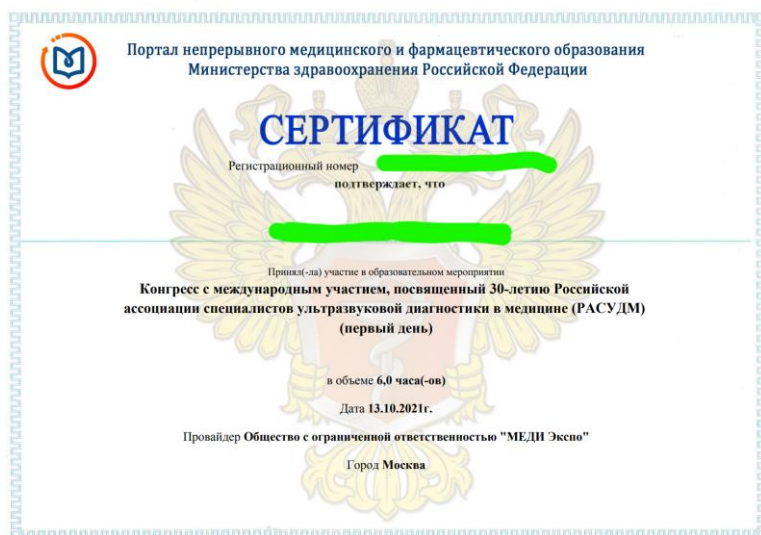 Портал непрерывного медицинского и фармацевтического образования
Министерства здравоохранения Российской Федерации
СЕРТИФИКАТ
Регистрационный номер
подтверждает, что
Принял(-ла) участие в образовательном мероприятии
Конгресс с международным участием, посвященный 30-летию Российской
ассоциации специалистов ультразвуковой диагностики в медицине (РАСУДМ)
(первый день)
в объеме 6,0 часа(-ов)
Дата 13.10.2021г.
Провайдер Общество с ограниченной ответственностью "МЕДИ Экспо"
Город Москва